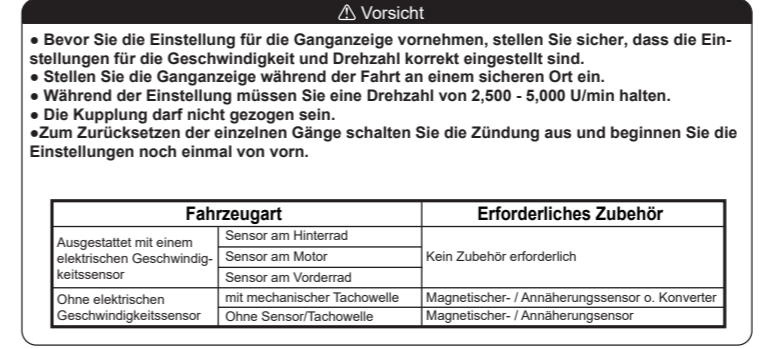 ⚠ Vorsicht
● Bevor Sie die Einstellung für die Ganganzeige vornehmen, stellen Sie sicher, dass die Ein-
stellungen für die Geschwindigkeit und Drehzahl korrekt eingestellt sind.
● Stellen Sie die Ganganzeige während der Fahrt an einem sicheren Ort ein.
● Während der Einstellung müssen Sie eine Drehzahl von 2,500 - 5,000 U/min halten.
● Die Kupplung darf nicht gezogen sein.
●Zum Zurücksetzen der einzelnen Gänge schalten Sie die Zündung aus und beginnen Sie die
Einstellungen noch einmal von vorn.
Fahrzeugart Erforderliches Zubehör
Ausgestattet mit einem
elektrischen Geschwindig-
keitssensor
Sensor am Hinterrad
Sensor am Motor
Sensor am Vorderrad
Kein Zubehör erforderlich
Ohne elektrischen
Geschwindigkeitssensor
mit mechanischer Tachowelle Magnetischer- / Annäherungssensor o. Konverter
Ohne Sensor/Tachowelle Magnetischer- / Annäherungsensor